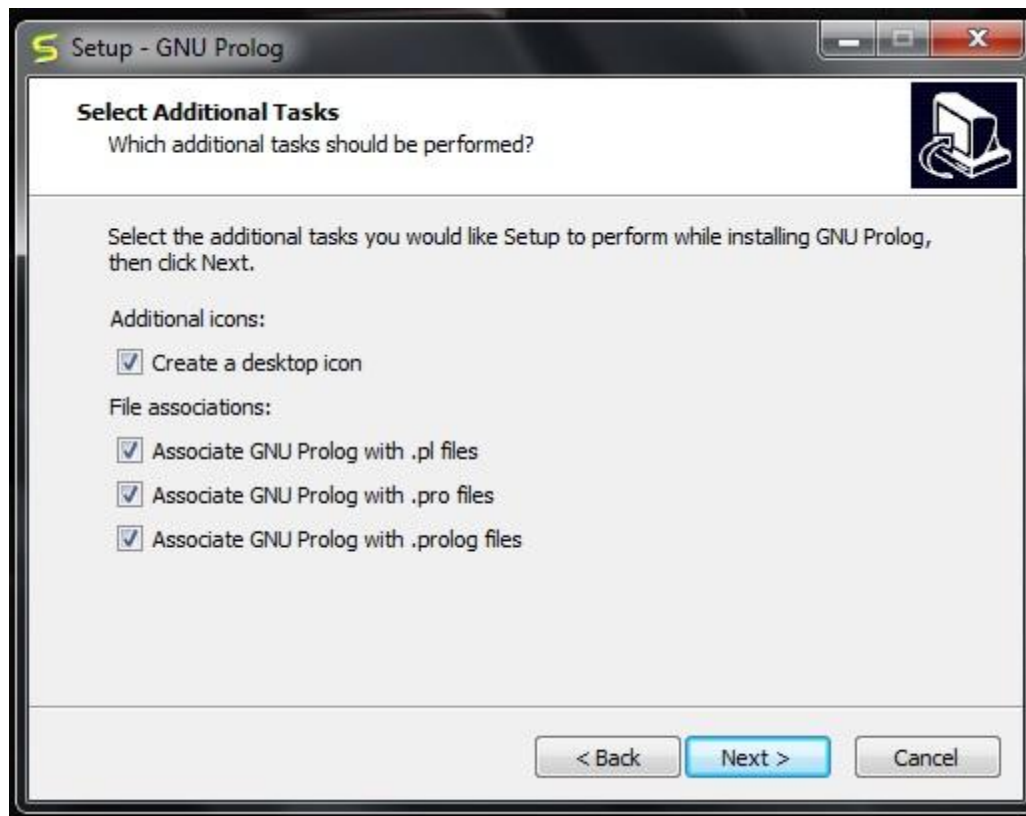 Setup - GNU Prolog
Select Additional Tasks
Which additional tasks should be performed?
Select the additional tasks you would like Setup to perform while installing GNU Prolog,
then click Next.
Additional icons:
Create a desktop icon
File associations:
Associate GNU Prolog with .pl files
Associate GNU Prolog with .pro files
Associate GNU Prolog with .prolog files
< Back
Next >
Cancel